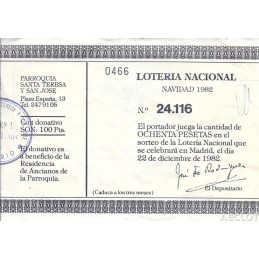 PARROQUIA
SANTA TERESA
Y SAN JOSE
Plaza España, 13
Tel 2479108
Con donativo
SON: 100 Pts.
El donativo es
a beneficio de la
Residencia
de Ancianos de
la Parroquia.
0466
LOTERIA NACIONAL
NAVIDAD 1982
N.º 24.116
El portador juega la cantidad de
OCHENTA PESETAS en el
sorteo de la Lotería Nacional que
se celebrará en Madrid, el día
22 de diciembre de 1982.
El Depositario
(Caduca a los tres meses)